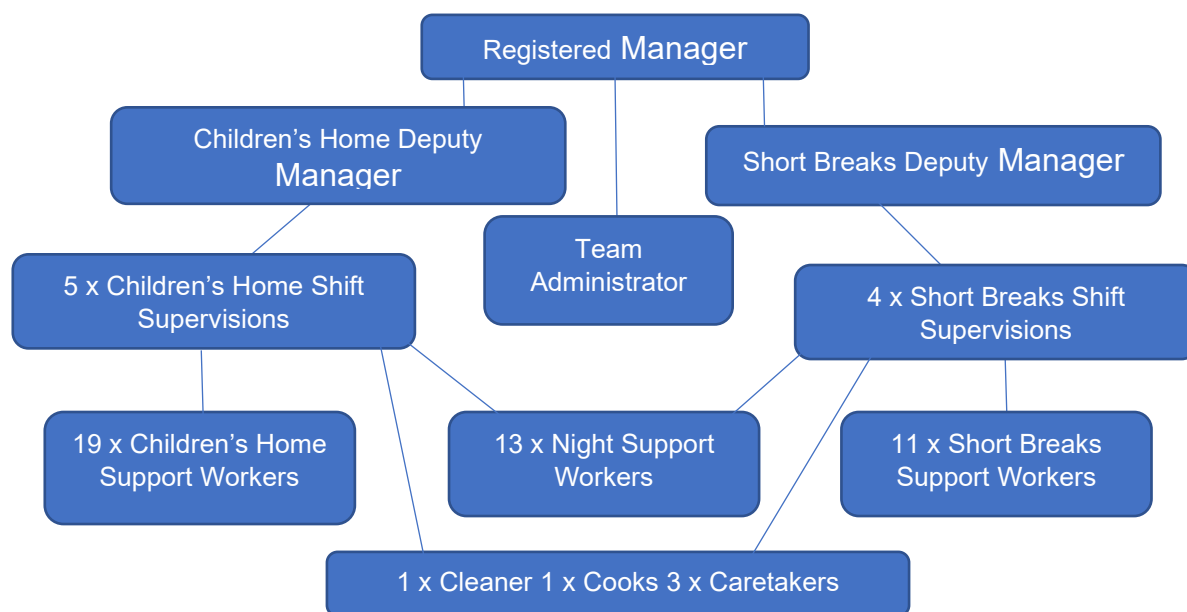 Registered Manager
Children’s Home Deputy
Manager
Short Breaks Deputy Manager
Team
Administrator
5 x Children’s Home Shift
Supervisions
4 x Short Breaks Shift
Supervisions
19 x Children’s Home
Support Workers
13 x Night Support
Workers
11 x Short Breaks
Support Workers
1 x Cleaner 1 x Cooks 3 x Caretakers